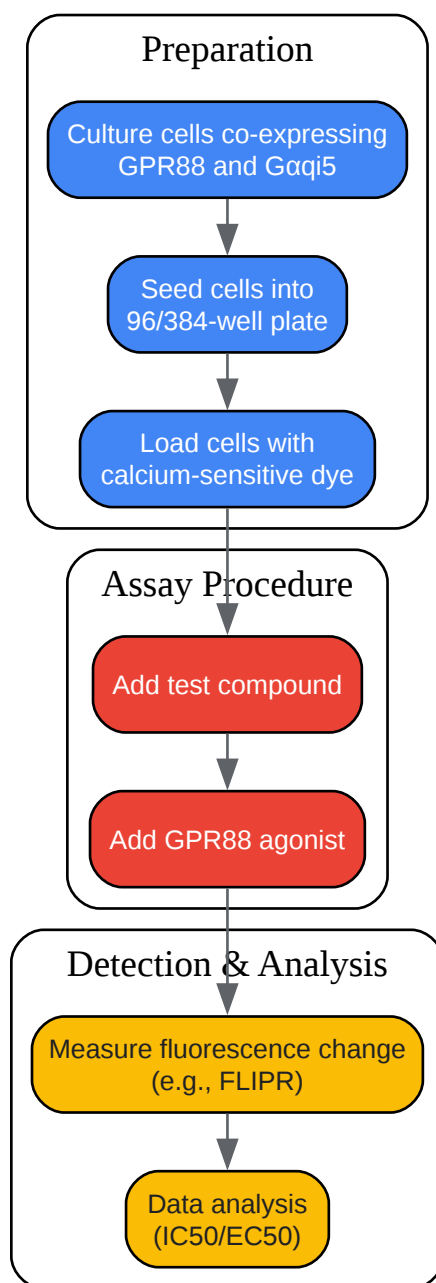 Preparation
Culture cells co-expressing
GPR88 and Gαqi5
Seed cells into
96/384-well plate
Load cells with
calcium-sensitive dye
Assay Procedure
Add test compound
Add GPR88 agonist
Detection & Analysis
Measure fluorescence change
(e.g., FLIPR)
Data analysis
(IC50/EC50)